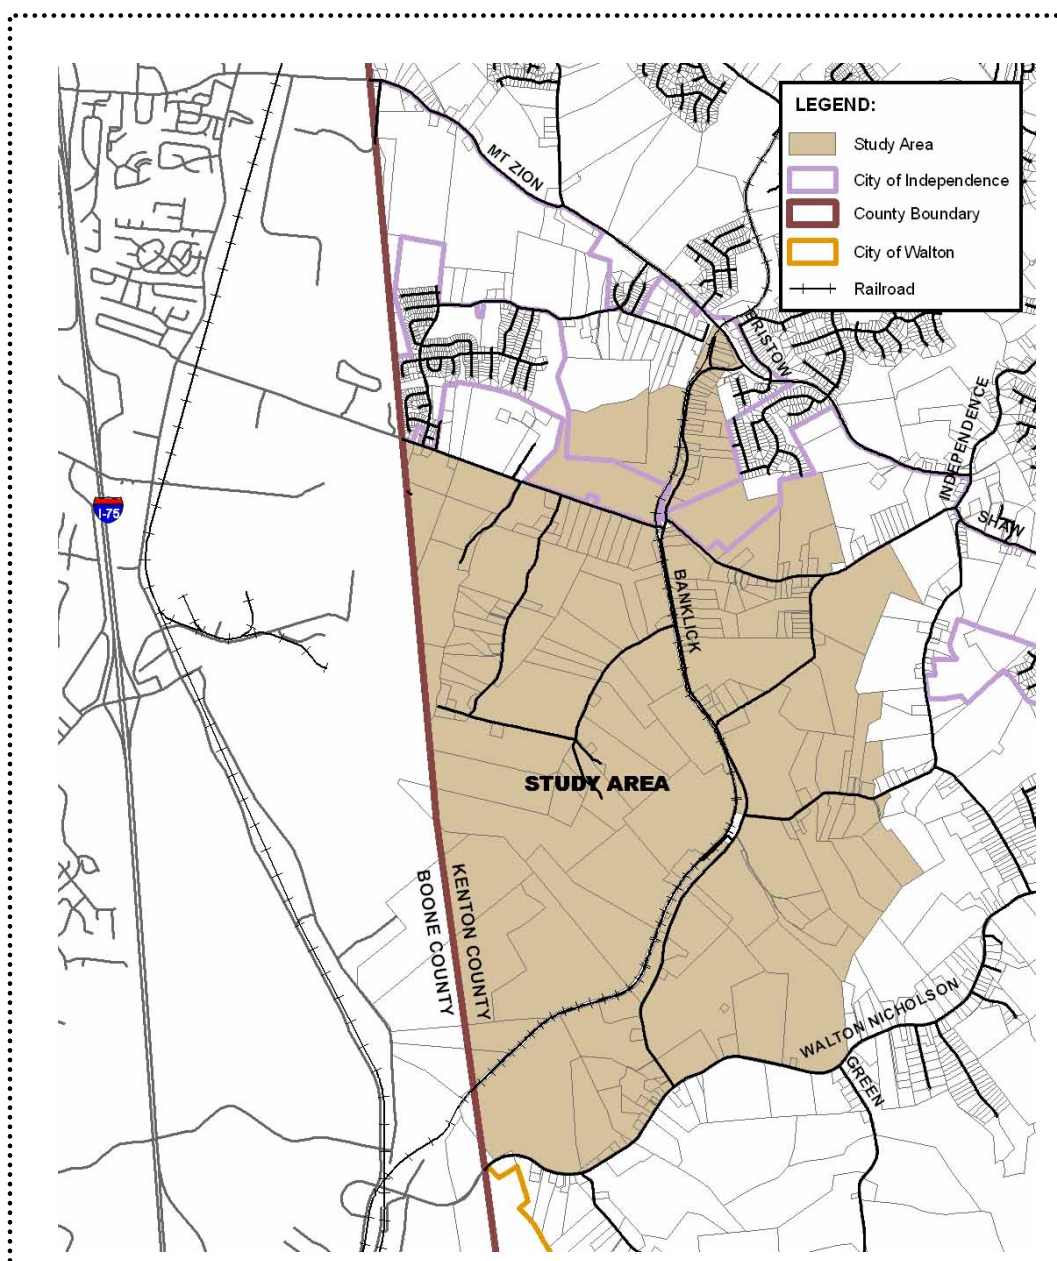 LEGEND:
Study Area
City of Independence
County Boundary
City of Walton
Railroad
MT ZION
BRISTOW
INDEPENDENCE
SHAW
I-75
BANKLICK
STUDY AREA
KENTON COUNTY
BOONE COUNTY
WALTON NICHOLSON
GREEN